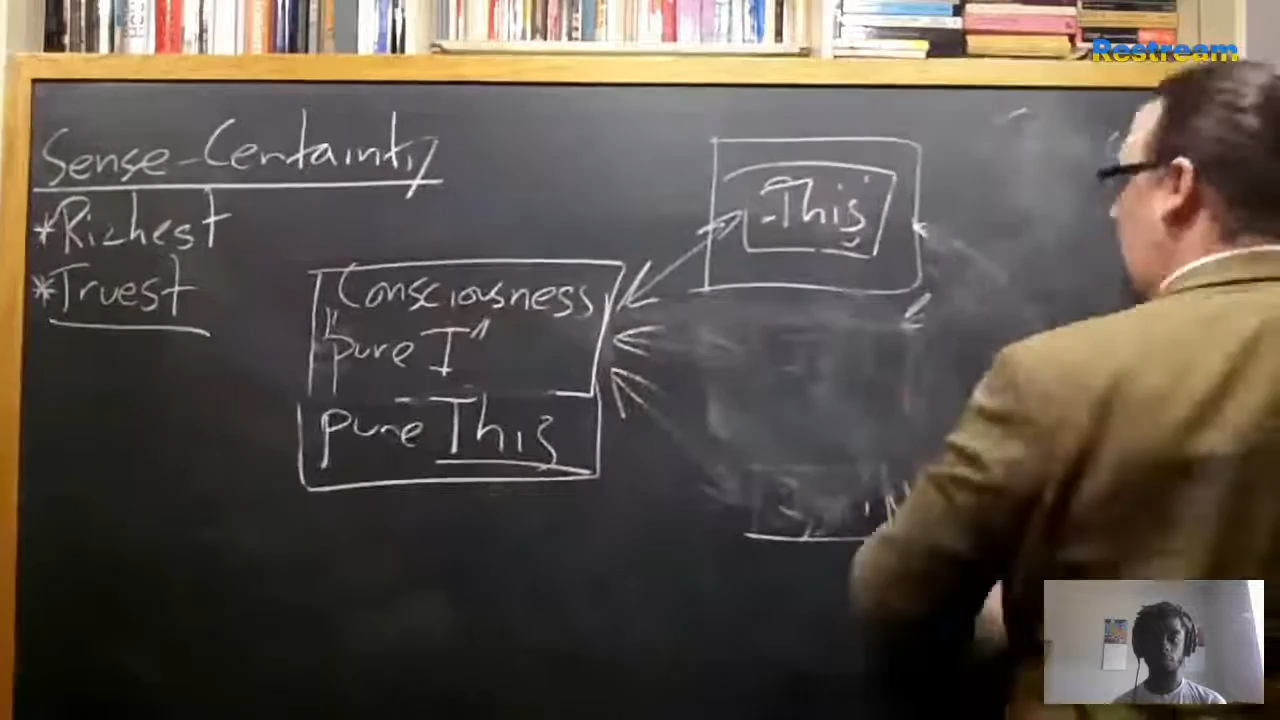 Restream
Sense-Certainty
*Richest
*Truest
This
Consciousness
"pure I"
pure This